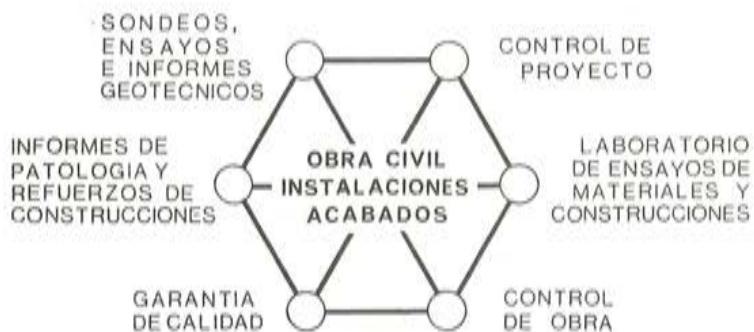 SONDEOS,
ENSAYOS
E INFORMES
GEOTECNICOS
CONTROL DE
PROYECTO
INFORMES DE
PATOLOGIA Y
REFUERZOS DE
CONSTRUCCIONES
OBRA CIVIL
INSTALACIONES
ACABADOS
LABORATORIO
DE ENSAYOS DE
MATERIALES Y
CONSTRUCCIONES
GARANTIA
DE CALIDAD
CONTROL
DE OBRA